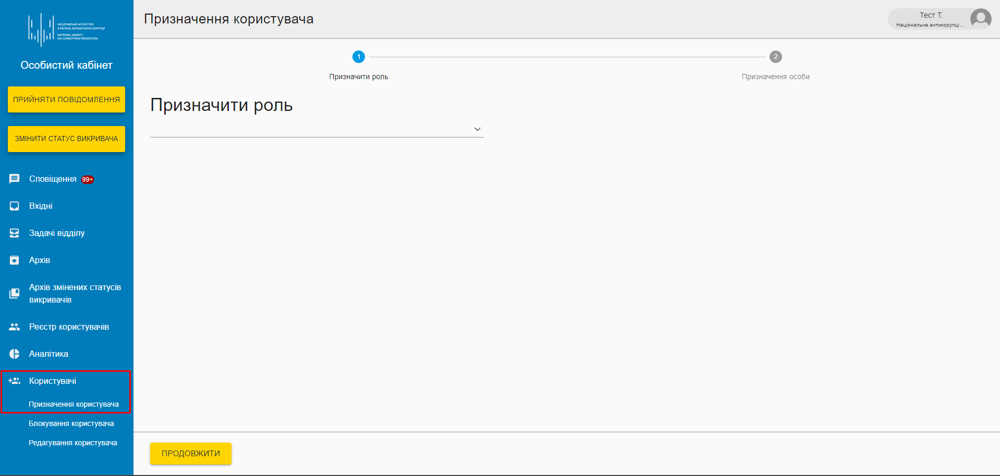 НАЦІОНАЛЬНЕ АГЕНТСТВО
З ПИТАНЬ ЗАПОБІГАННЯ КОРУПЦІЇ
NATIONAL AGENCY
ON CORRUPTION PREVENTION
Особистий кабінет
ПРИЙНЯТИ ПОВІДОМЛЕННЯ
ЗМІНИТИ СТАТУС ВИКРИВАЧА
Сповіщення 99+
Вхідні
Задачі відділу
Архів
Архів змінених статусів
викривачів
Реєстр користувачів
Аналітика
Користувачі
Призначення користувача
Блокування користувача
Редагування користувача
Призначення користувача
Тест Т.
Національне антикорупці...
1
Призначити роль
2
Призначення особи
Призначити роль
ПРОДОВЖИТИ